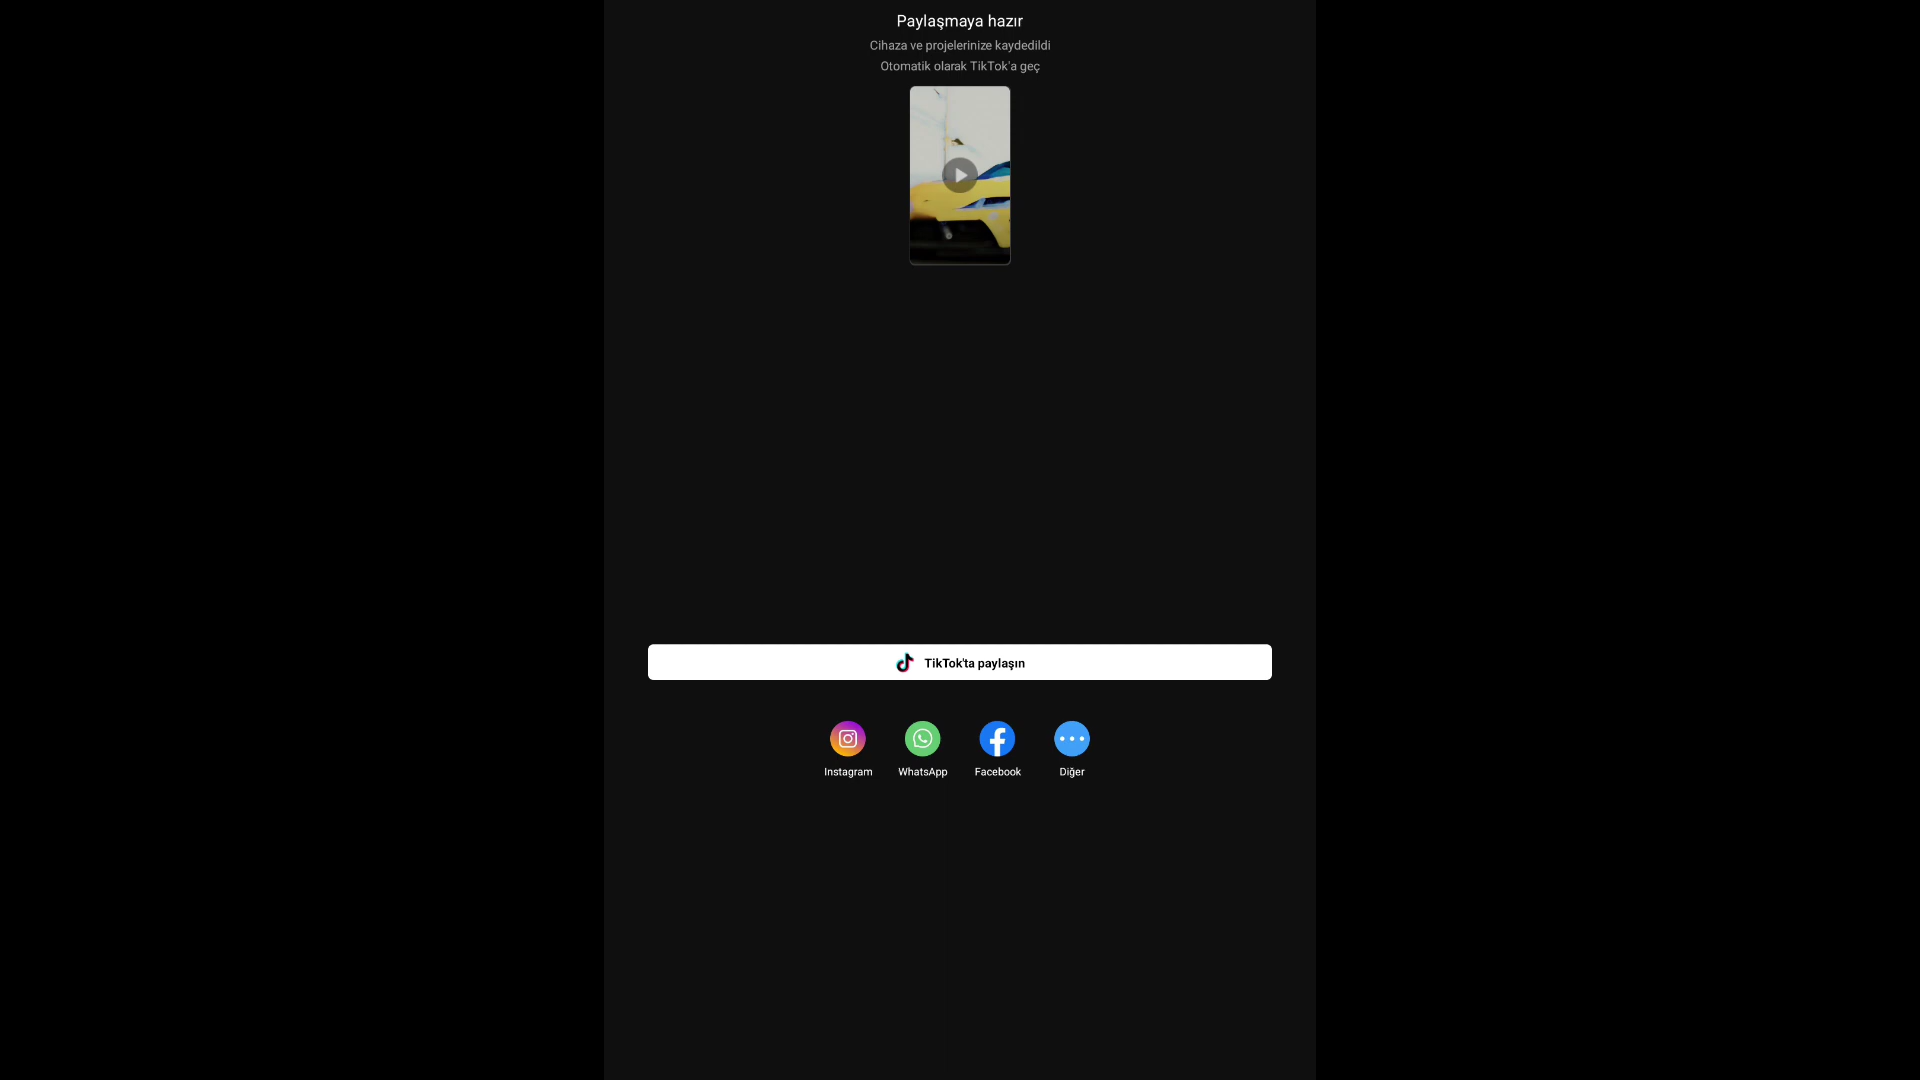 Paylaşmaya hazır
Cihaza ve projelerinize kaydedildi
Otomatik olarak TikTok'a geç
TikTok'ta paylaşın
Instagram
WhatsApp
Facebook
Diğer